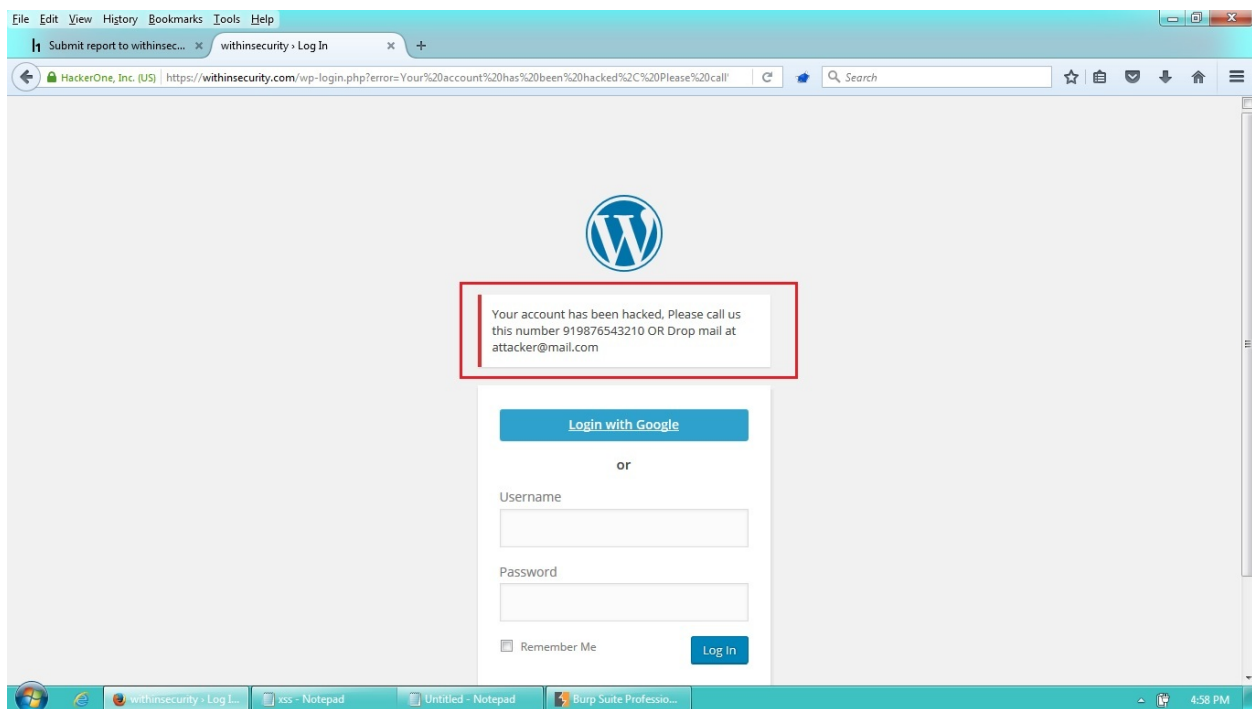 File Edit View History Bookmarks Tools Help
Submit report to withinsec...
withinsecurity › Log In
HackerOne, Inc. (US)
https://withinsecurity.com/wp-login.php?error=Your%20account%20has%20been%20hacked%2C%20Please%20call'
Search
W
Your account has been hacked, Please call us
this number 919876543210 OR Drop mail at
attacker@mail.com
Login with Google
or
Username
Password
Remember Me
Log In
withinsecurity › Log I...
xss - Notepad
Untitled - Notepad
Burp Suite Professio...
4:58 PM